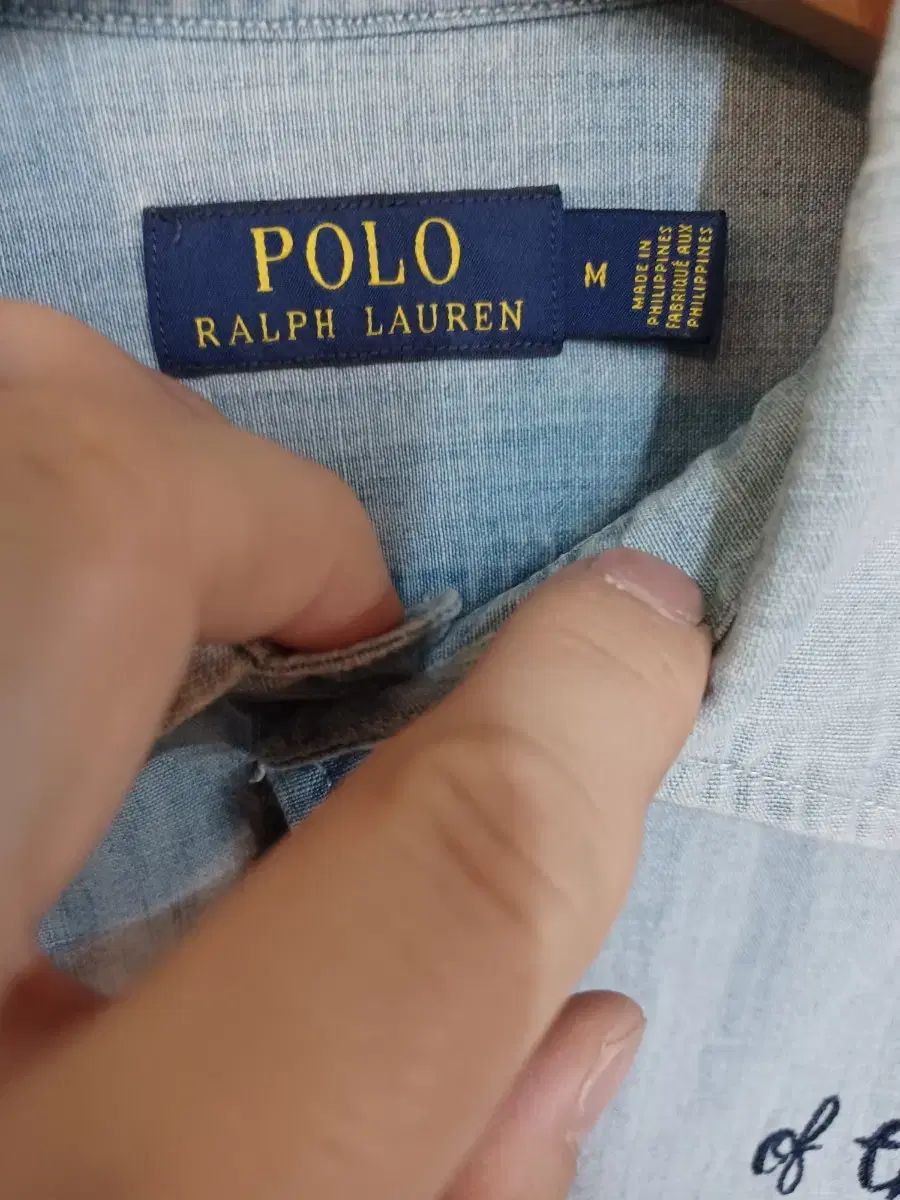 POLO
RALPH LAUREN
M
MADE IN
PHILIPPINES
FABRIQUÉ AUX
PHILIPPINES
of